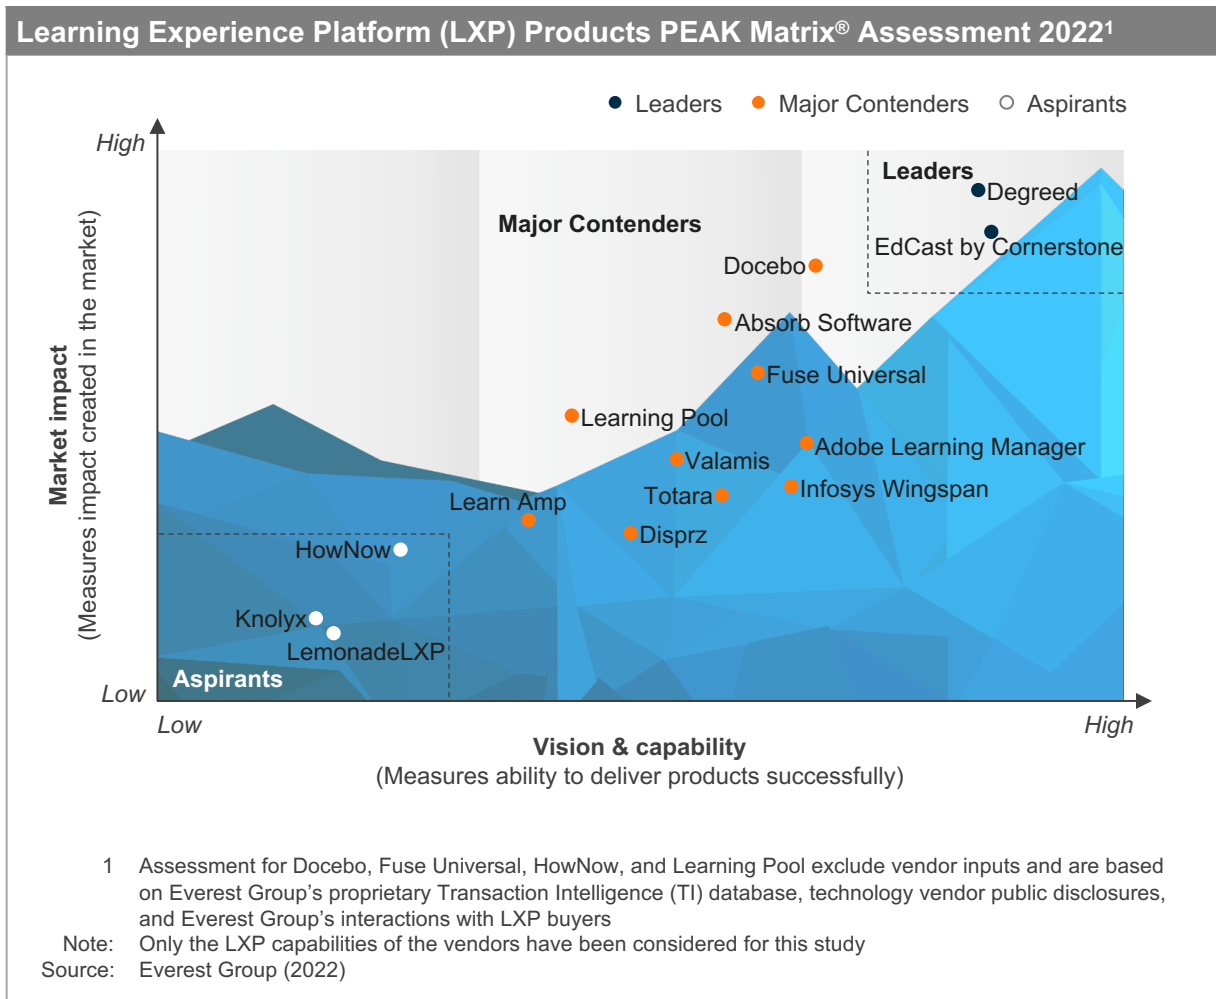 Learning Experience Platform (LXP) Products PEAK Matrix® Assessment 2022¹
Leaders
Major Contenders
Aspirants
High
Leaders
Degreed
Major Contenders
EdCast by Cornerstone
Docebo
Absorb Software
Fuse Universal
Learning Pool
Adobe Learning Manager
Valamis
Infosys Wingspan
Totara
Learn Amp
Disprz
HowNow
Knolyx
LemonadeLXP
Aspirants
Market impact
(Measures impact created in the market)
Low
Low
High
Vision & capability
(Measures ability to deliver products successfully)
1 Assessment for Docebo, Fuse Universal, HowNow, and Learning Pool exclude vendor inputs and are based
on Everest Group's proprietary Transaction Intelligence (TI) database, technology vendor public disclosures,
and Everest Group's interactions with LXP buyers
Note: Only the LXP capabilities of the vendors have been considered for this study
Source: Everest Group (2022)